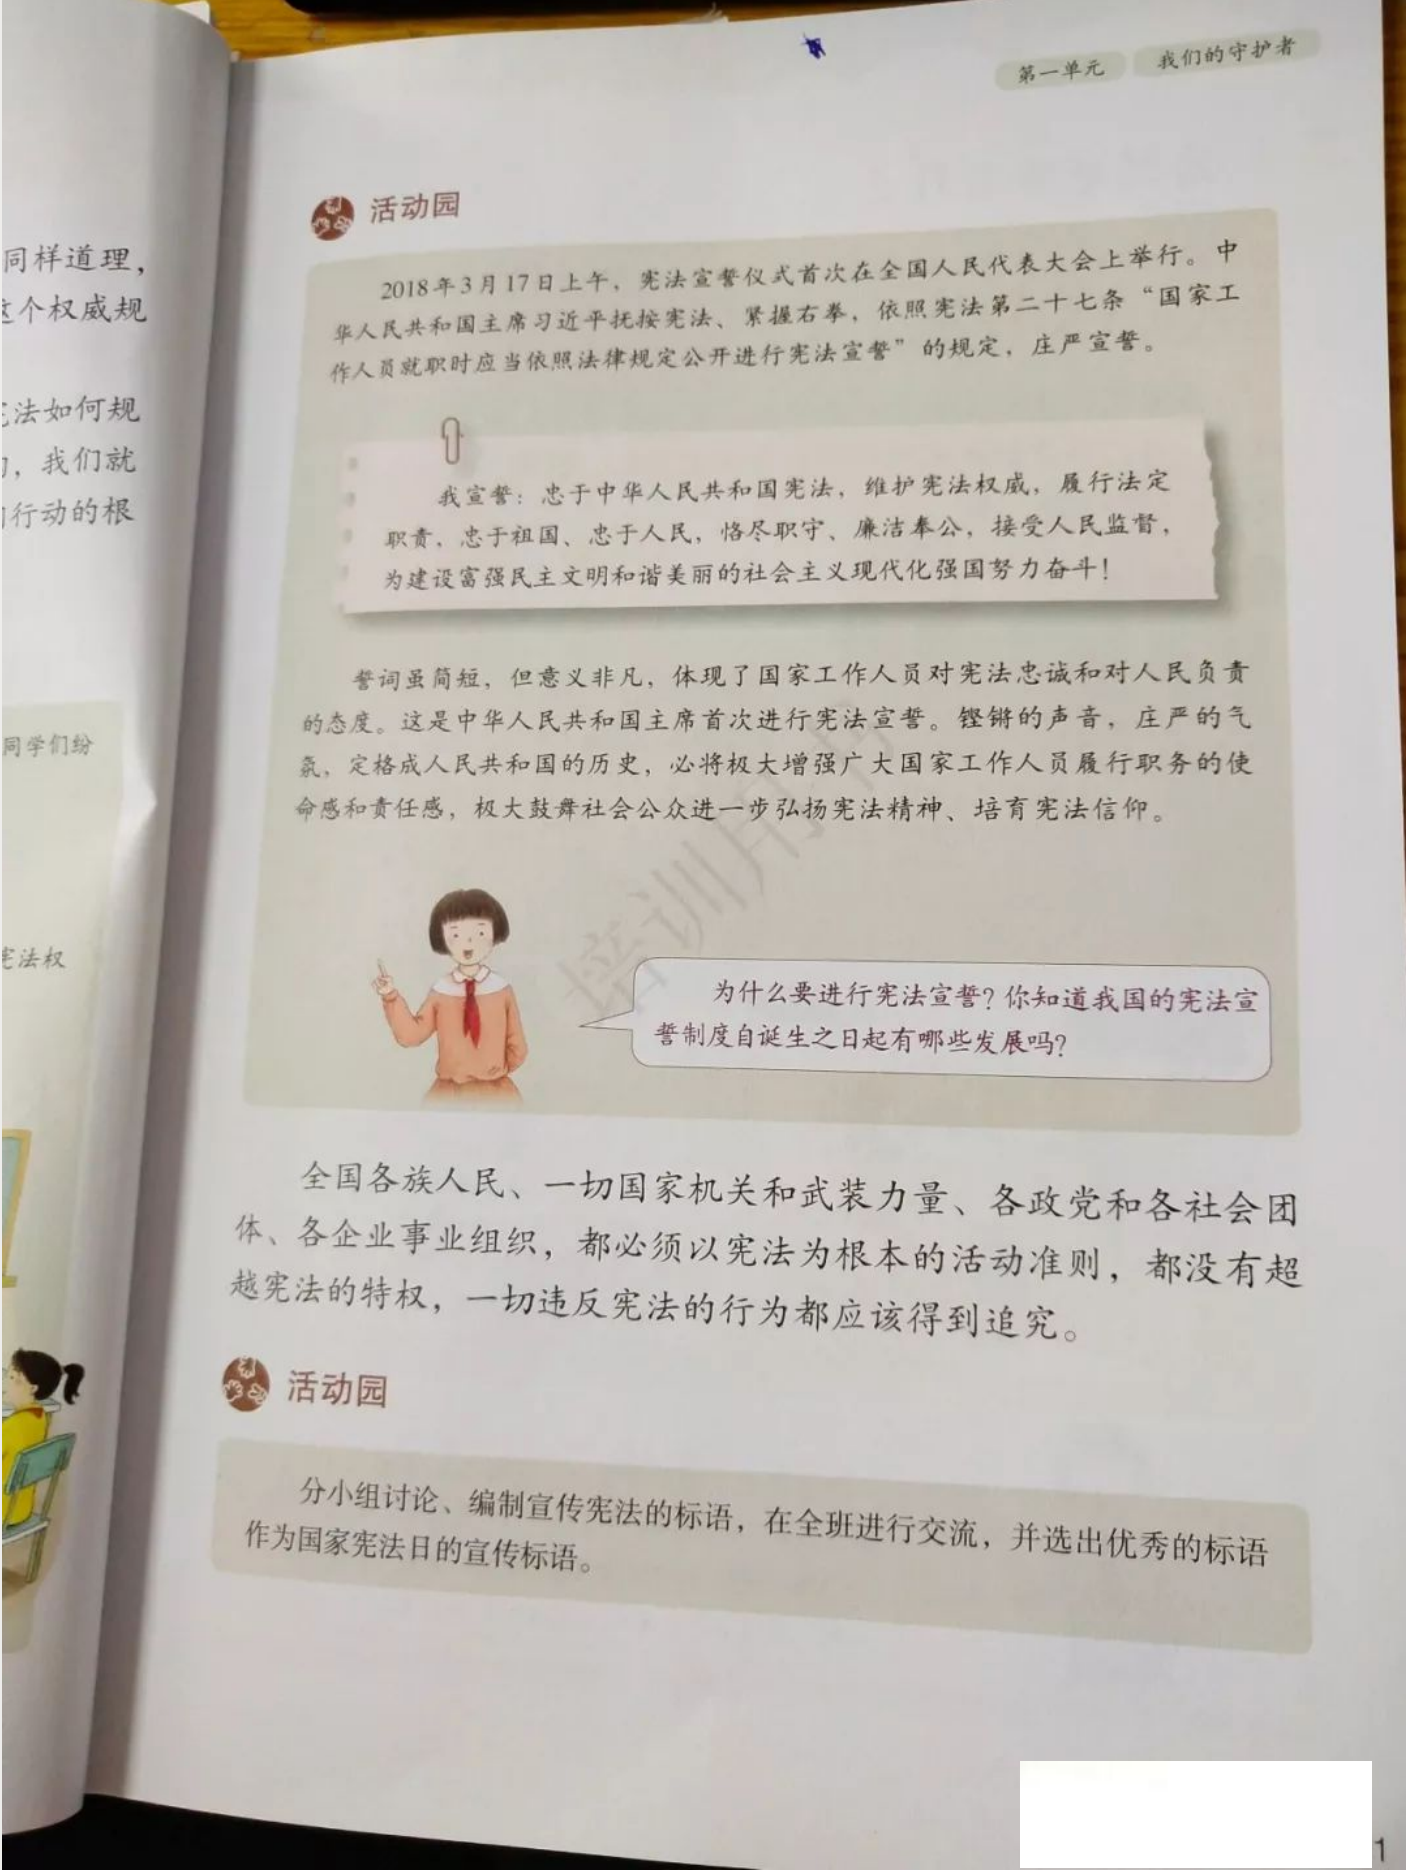 同样道理，
这个权威规
宪法如何规
，我们就
行动的根
同学们纷
宪法权
第一单元 我们的守护者
活动园
2018年3月17日上午，宪法宣誓仪式首次在全国人民代表大会上举行。中
华人民共和国主席习近平抚按宪法、紧握右拳，依照宪法第二十七条“国家工
作人员就职时应当依照法律规定公开进行宪法宣誓”的规定，庄严宣誓。
我宣誓：忠于中华人民共和国宪法，维护宪法权威，履行法定
职责，忠于祖国、忠于人民，恪尽职守、廉洁奉公，接受人民监督，
为建设富强民主文明和谐美丽的社会主义现代化强国努力奋斗！
誓词虽简短，但意义非凡，体现了国家工作人员对宪法忠诚和对人民负责
的态度。这是中华人民共和国主席首次进行宪法宣誓。铿锵的声音，庄严的气
氛，定格成人民共和国的历史，必将极大增强广大国家工作人员履行职务的使
命感和责任感，极大鼓舞社会公众进一步弘扬宪法精神、培育宪法信仰。
培训用书
为什么要进行宪法宣誓？你知道我国的宪法宣
誓制度自诞生之日起有哪些发展吗？
全国各族人民、一切国家机关和武装力量、各政党和各社会团
体、各企业事业组织，都必须以宪法为根本的活动准则，都没有超
越宪法的特权，一切违反宪法的行为都应该得到追究。
活动园
分小组讨论、编制宣传宪法的标语，在全班进行交流，并选出优秀的标语
作为国家宪法日的宣传标语。
1